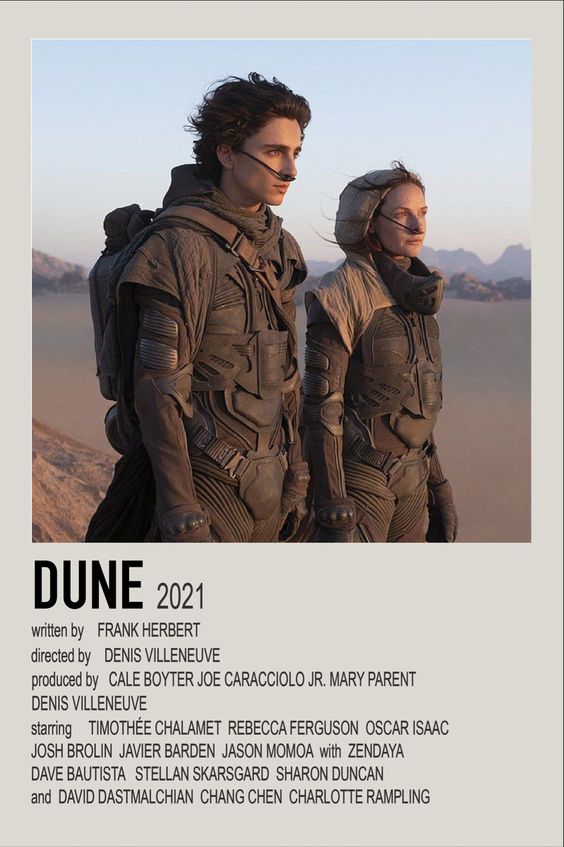 DUNE 2021
written by FRANK HERBERT
directed by DENIS VILLENEUVE
produced by CALE BOYTER JOE CARACCIOLO JR. MARY PARENT
DENIS VILLENEUVE
starring TIMOTHÉE CHALAMET REBECCA FERGUSON OSCAR ISAAC
JOSH BROLIN JAVIER BARDEN JASON MOMOA with ZENDAYA
DAVE BAUTISTA STELLAN SKARSGARD SHARON DUNCAN
and DAVID DASTMALCHIAN CHANG CHEN CHARLOTTE RAMPLING